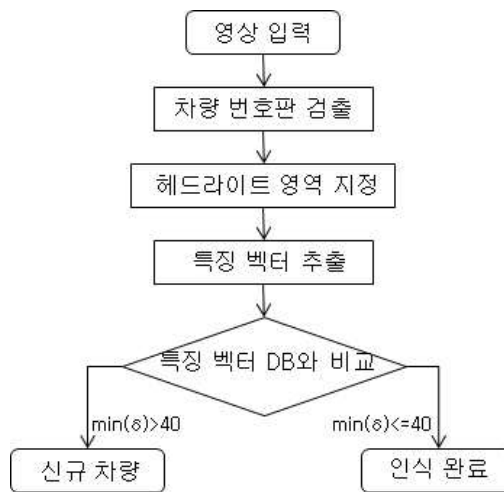 영상 입력
차량 번호판 검출
헤드라이트 영역 지정
특징 벡터 추출
특징 벡터 DB와 비교
min(δ)>40
min(δ)<=40
신규 차량
인식 완료